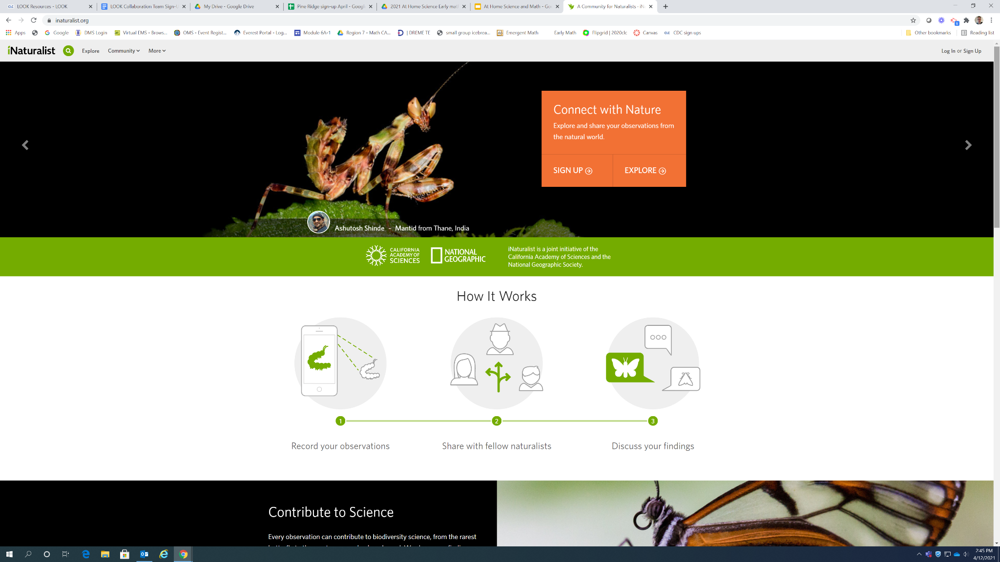 LOOK Resources - LOOK
LOOK Collaboration Team Sign-U
My Drive - Google Drive
Pine Ridge sign-up April - Googl
2021 At Home Science Early mat
At Home Science and Math - Go
A Community for Naturalists · iN
inaturalist.org
Apps
Google
DMS Login
Virtual EMS - Brows...
OMS - Event Regist...
Everest Portal - Log...
Module 6A-1
Region 7 - Math CA...
| DREME TE
small group icebrea...
Emergent Math
Early Math
Flipgrid | 2020clc
Canvas
CLC CDC sign ups
Other bookmarks
Reading list
iNaturalist
Explore
Community
More
Log In or Sign Up
Connect with Nature
Explore and share your observations from
the natural world.
SIGN UP
EXPLORE
Ashutosh Shinde - Mantid from Thane, India
CALIFORNIA
ACADEMY OF
SCIENCES
NATIONAL
GEOGRAPHIC
iNaturalist is a joint initiative of the
California Academy of Sciences and the
National Geographic Society.
How It Works
1
2
3
Record your observations
Share with fellow naturalists
Discuss your findings
Contribute to Science
Every observation can contribute to biodiversity science, from the rarest
2:45 PM
4/12/2021